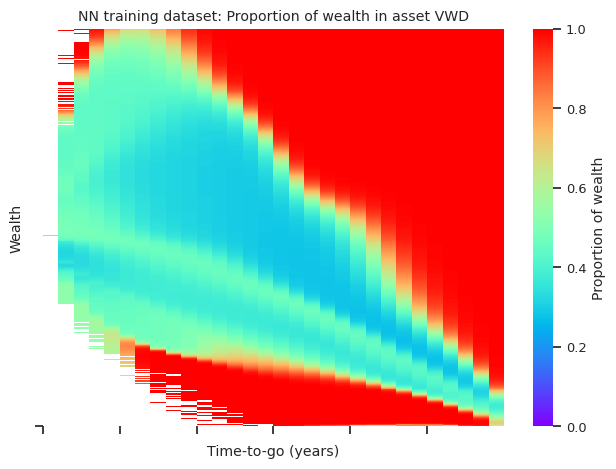 NN training dataset: Proportion of wealth in asset VWD
Wealth
Time-to-go (years)
1.0
0.8
0.6
0.4
0.2
0.0
Proportion of wealth